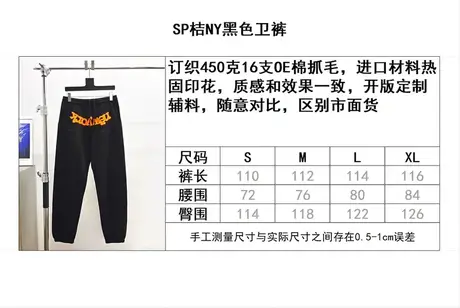 SP桔NY黑色卫裤
订织450克16支OE棉抓毛，进口材料热
固印花，质感和效果一致，开版定制
辅料，随意对比，区别市面货
尺码 S M L XL
裤长 110 112 114 116
腰围 72 76 80 84
臀围 114 118 122 126
手工测量尺寸与实际尺寸之间存在0.5-1cm误差